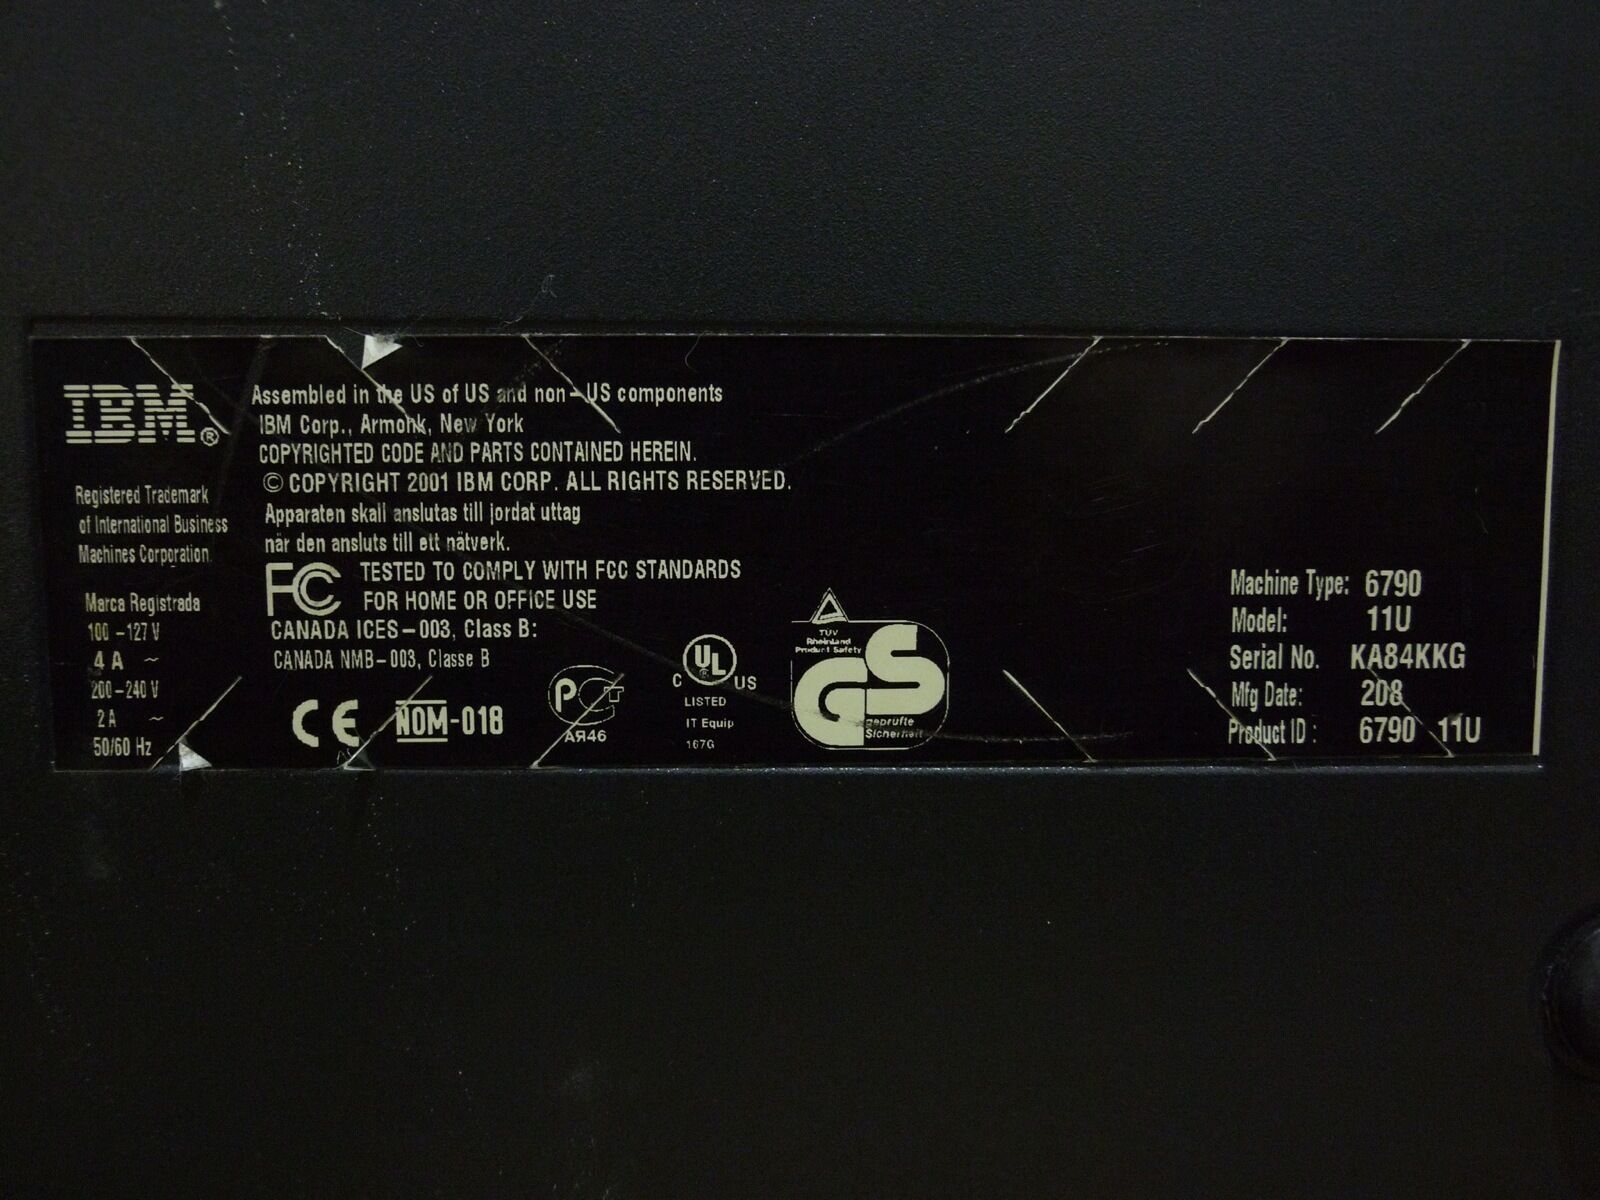 IBM®
Registered Trademark
of International Business
Machines Corporation.
Marca Registrada
100-127 V
4 A ~
200-240 V
2 A ~
50/60 Hz
Assembled in the US of US and non-US components
IBM Corp., Armonk, New York
COPYRIGHTED CODE AND PARTS CONTAINED HEREIN.
© COPYRIGHT 2001 IBM CORP. ALL RIGHTS RESERVED.
Apparaten skall anslutas till jordat uttag
når den ansluts till ett nätverk.
FC TESTED TO COMPLY WITH FCC STANDARDS
FOR HOME OR OFFICE USE
CANADA ICES-003, Class B:
CANADA NMB-003, Classe B
CE
NOM-018
PCT
АЯ46
C UL® US
LISTED
IT Equip
167G
TÜV
Rheinland
Product Safety
GS
geprüfte
Sicherheit
Machine Type: 6790
Model: 11U
Serial No. KA84KKG
Mfg Date: 208
Product ID : 6790 11U